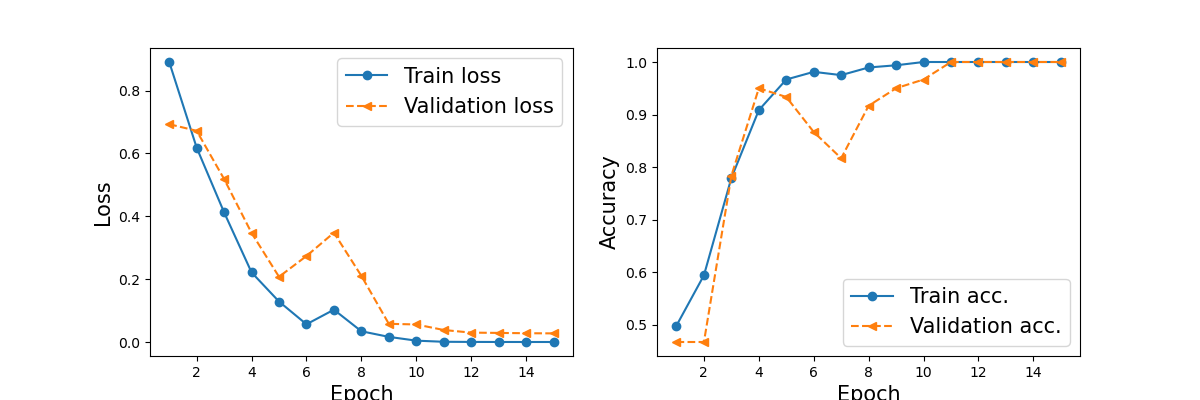 Train loss
Validation loss
Loss
0.8
0.6
0.4
0.2
0.0
2 4 6 8 10 12 14
Epoch
Train acc.
Validation acc.
Accuracy
1.0
0.9
0.8
0.7
0.6
0.5
2 4 6 8 10 12 14
Epoch